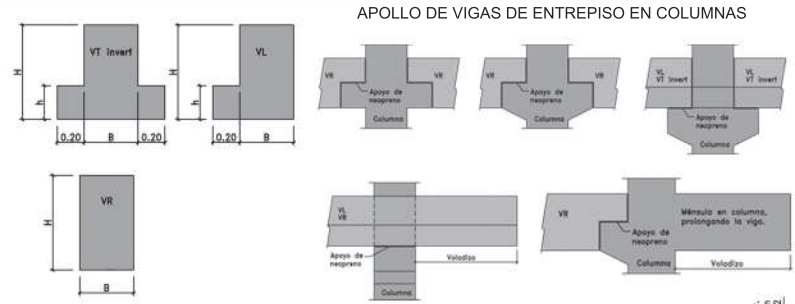 APOLLO DE VIGAS DE ENTREPISO EN COLUMNAS
VT invert
H
h
0.20 B 0.20
VL
H
h
0.20 B
VR
VR
Apoyo de
neopreno
Columna
VR
VR
Apoyo de
neopreno
Columna
VL
VT invert
VL
VT invert
Apoyo de
neopreno
Columna
VR
H
B
VL
VR
Apoyo de
neopreno
Voladizo
Columna
VR
Ménsula en columna,
prolongando la viga.
Apoyo de
neopreno
Columna
Voladizo